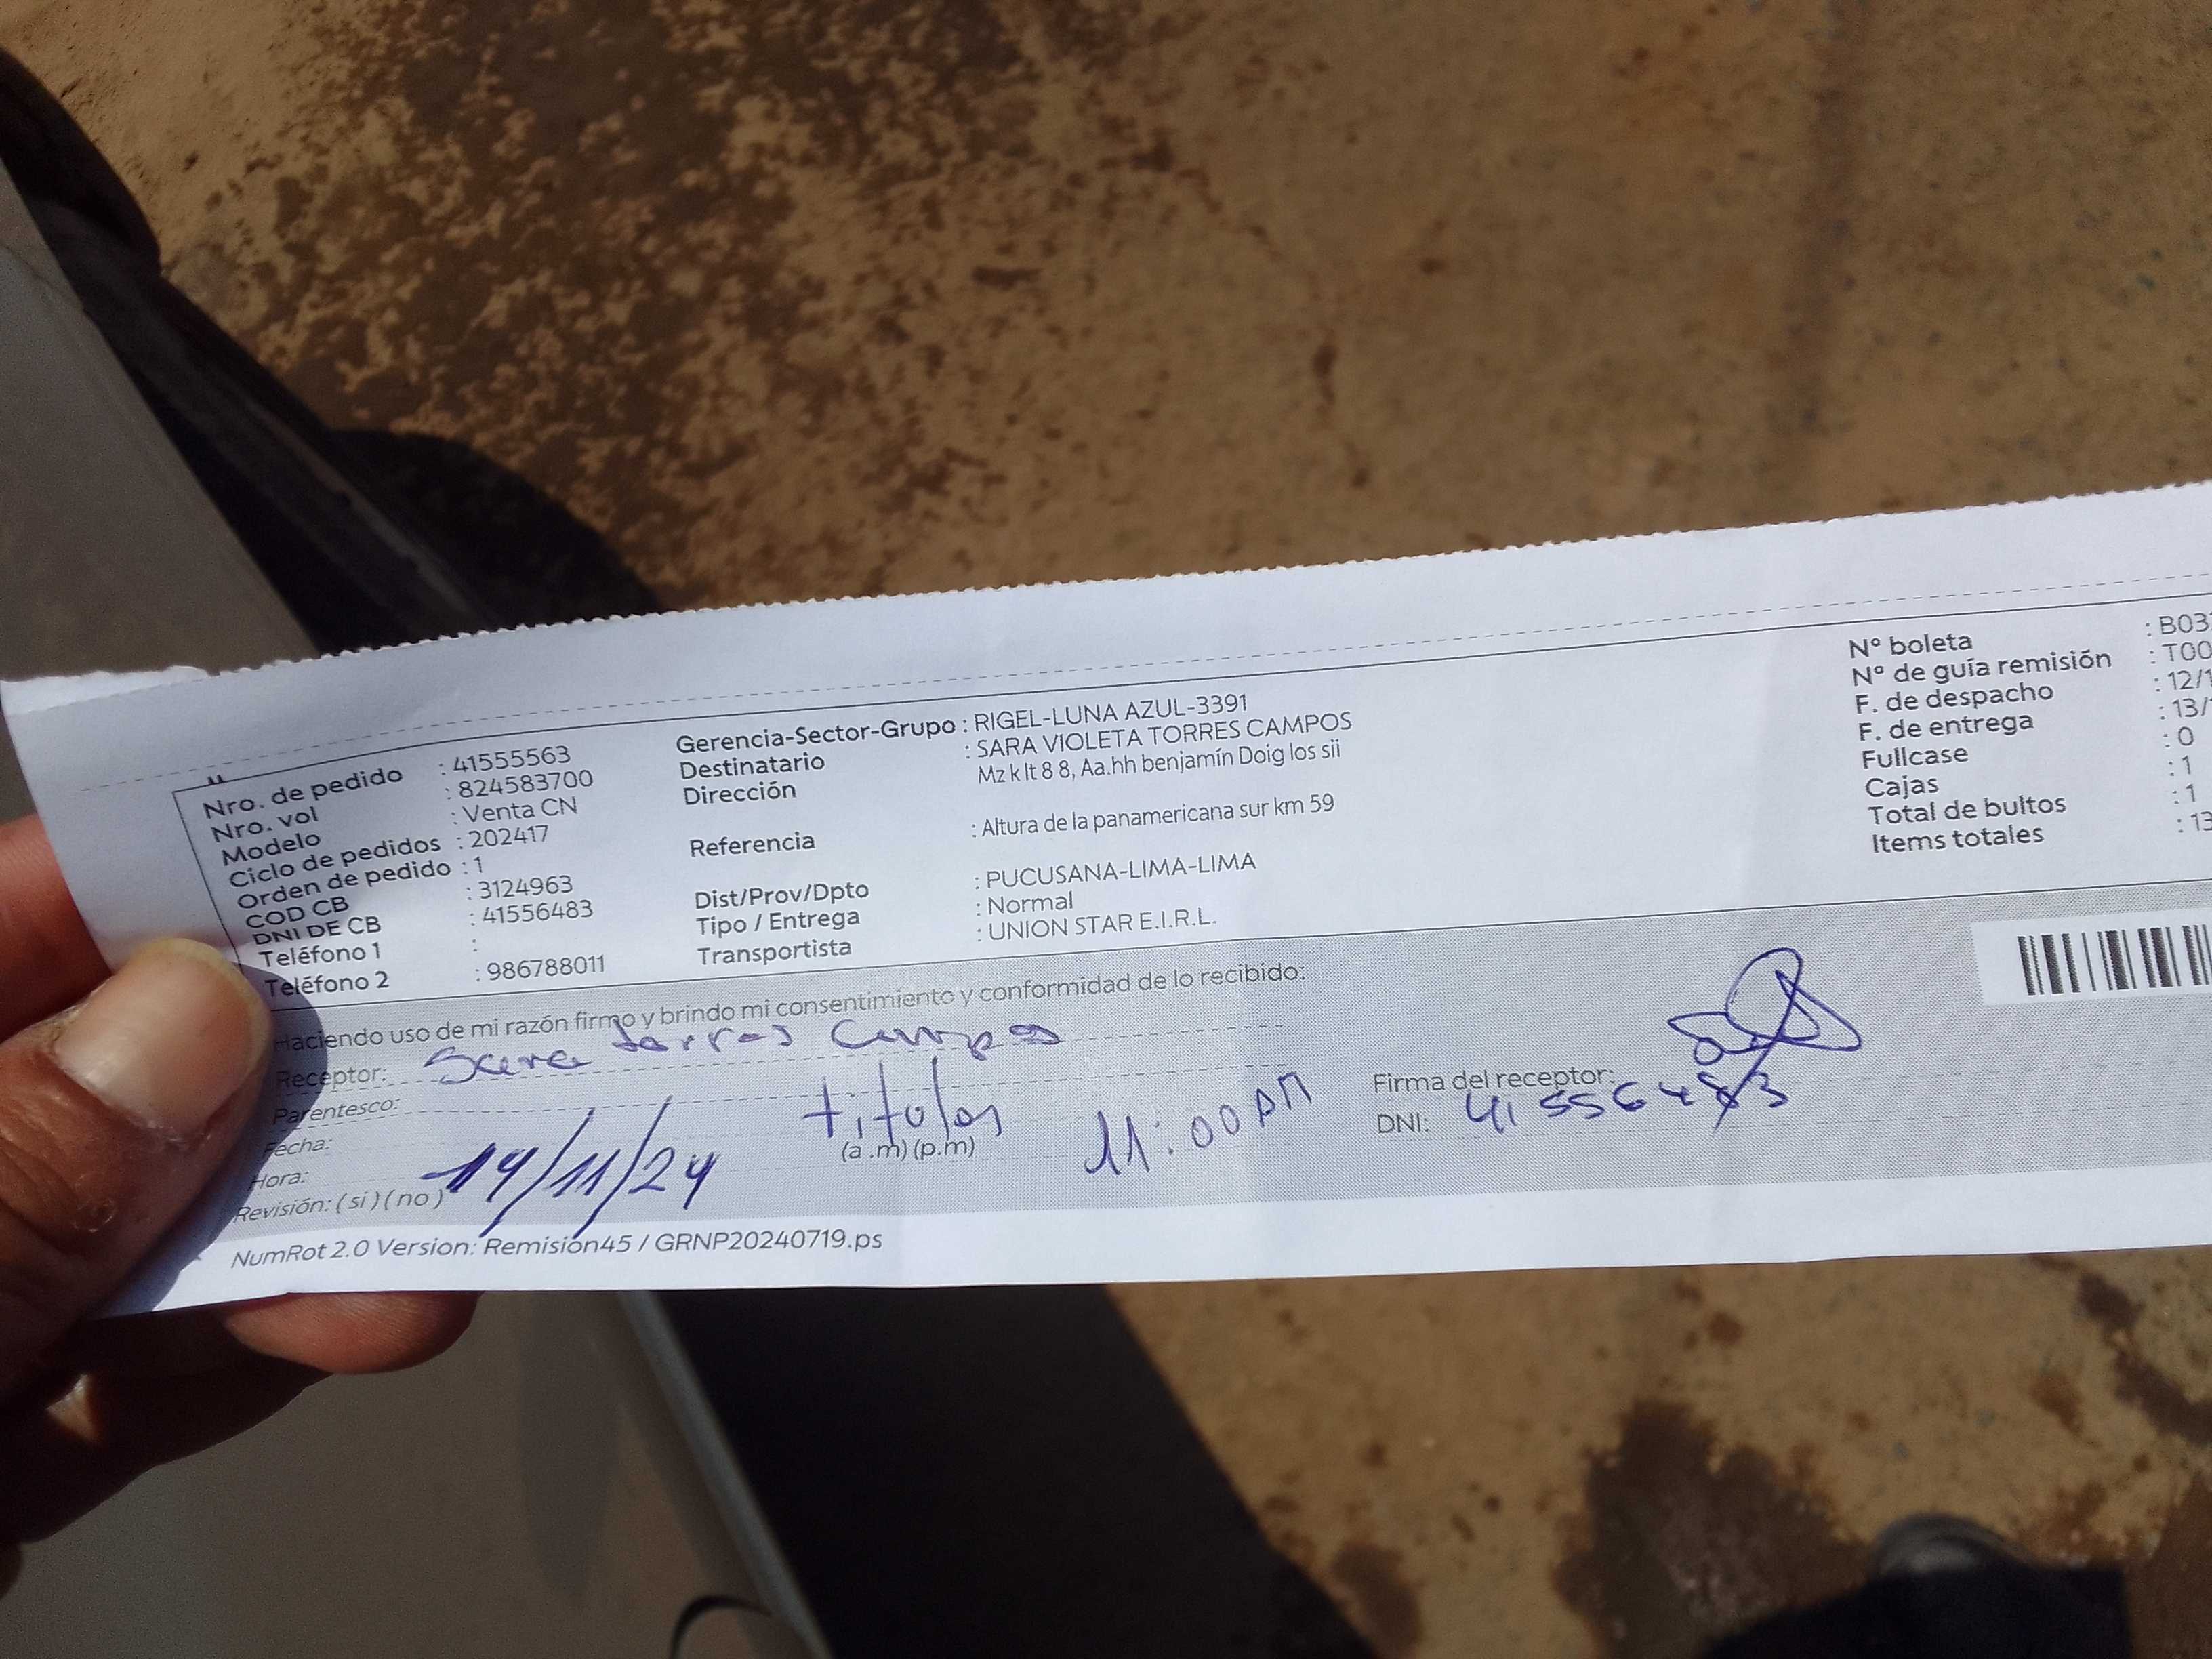 Nro. de pedido : 41555563
Nro. vol : 824583700
Modelo : Venta CN
Ciclo de pedidos : 202417
Orden de pedido : 1
COD CB : 3124963
DNI DE CB : 41556483
Teléfono 1 :
Teléfono 2 : 986788011
Gerencia-Sector-Grupo : RIGEL-LUNA AZUL-3391
Destinatario : SARA VIOLETA TORRES CAMPOS
Dirección Mz k lt 8 8, Aa.hh benjamín Doig los sii
Referencia : Altura de la panamericana sur km 59
Dist/Prov/Dpto : PUCUSANA-LIMA-LIMA
Tipo / Entrega : Normal
Transportista : UNION STAR E.I.R.L.
Nº boleta : B03
Nº de guía remisión : T00
F. de despacho : 12/1
F. de entrega : 13/
Fullcase : 0
Cajas : 1
Total de bultos : 1
Items totales : 13
Haciendo uso de mi razón firmo y brindo mi consentimiento y conformidad de lo recibido:
Receptor: Sara torres Campos
Parentesco: titular
Fecha: 14/11/24
Hora: (a.m) (p.m) 11:00 am
Revisión: (si) (no)
Firma del receptor:
DNI: 41556483
NumRot 2.0 Version: Remisión45 / GRNP20240719.ps